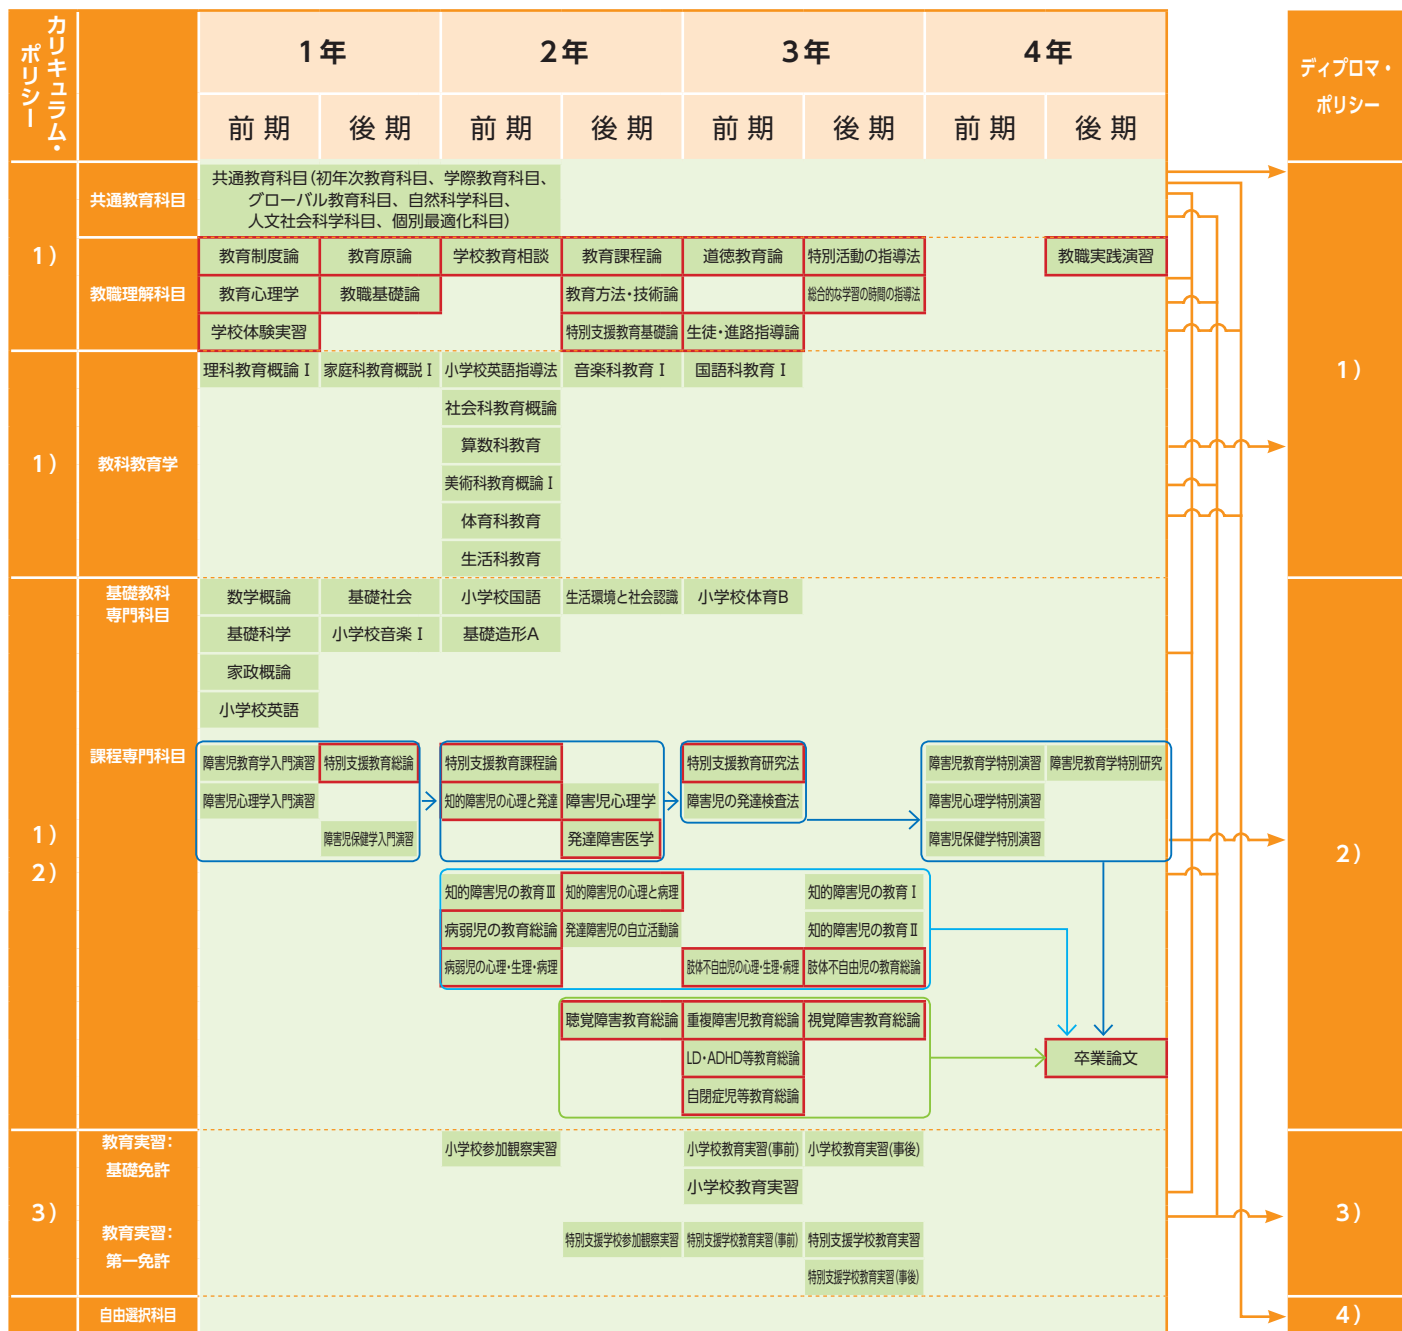 カリキュラム・
ポリシー
1年
2年
3年
4年
ディプロマ・
ポリシー
前 期
後 期
前 期
後 期
前 期
後 期
前 期
後 期
1）
共通教育科目
共通教育科目(初年次教育科目、学際教育科目、
グローバル教育科目、自然科学科目、
人文社会科学科目、個別最適化科目)
教職理解科目
教育制度論
教育原論
学校教育相談
教育課程論
道徳教育論
特別活動の指導法
教職実践演習
教育心理学
教職基礎論
教育方法・技術論
総合的な学習の時間の指導法
学校体験実習
特別支援教育基礎論
生徒・進路指導論
1）
1）
教科教育学
理科教育概論Ⅰ
家庭科教育概説Ⅰ
小学校英語指導法
音楽科教育Ⅰ
国語科教育Ⅰ
社会科教育概論
算数科教育
美術科教育概論Ⅰ
体育科教育
生活科教育
基礎教科
専門科目
数学概論
基礎社会
小学校国語
生活環境と社会認識
小学校体育B
基礎科学
小学校音楽Ⅰ
基礎造形A
家政概論
小学校英語
1）
2）
課程専門科目
障害児教育学入門演習
特別支援教育総論
特別支援教育課程論
特別支援教育研究法
障害児教育学特別演習
障害児教育学特別研究
障害児心理学入門演習
知的障害児の心理と発達
障害児心理学
障害児の発達検査法
障害児心理学特別演習
障害児保健学入門演習
発達障害医学
障害児保健学特別演習
2）
知的障害児の教育Ⅲ
知的障害児の心理と病理
知的障害児の教育Ⅰ
病弱児の教育総論
発達障害児の自立活動論
知的障害児の教育Ⅱ
病弱児の心理・生理・病理
肢体不自由児の心理・生理・病理
肢体不自由児の教育総論
聴覚障害教育総論
重複障害児教育総論
視覚障害教育総論
LD・ADHD等教育総論
卒業論文
自閉症児等教育総論
3）
教育実習：
基礎免許
小学校参加観察実習
小学校教育実習(事前)
小学校教育実習(事後)
小学校教育実習
教育実習：
第一免許
特別支援学校参加観察実習
特別支援学校教育実習(事前)
特別支援学校教育実習
特別支援学校教育実習(事後)
3）
自由選択科目
4）